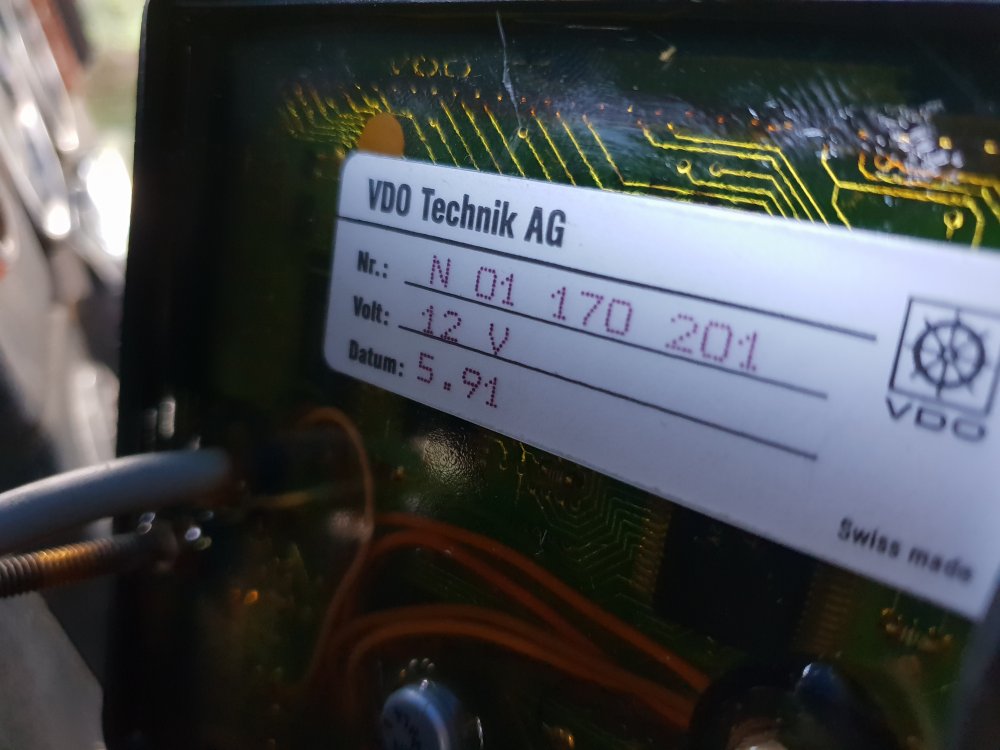 VDO
VDO Technik AG
Nr.: N 01 170 201
Volt: 12 V
Datum: 5.91
VDO
Swiss made